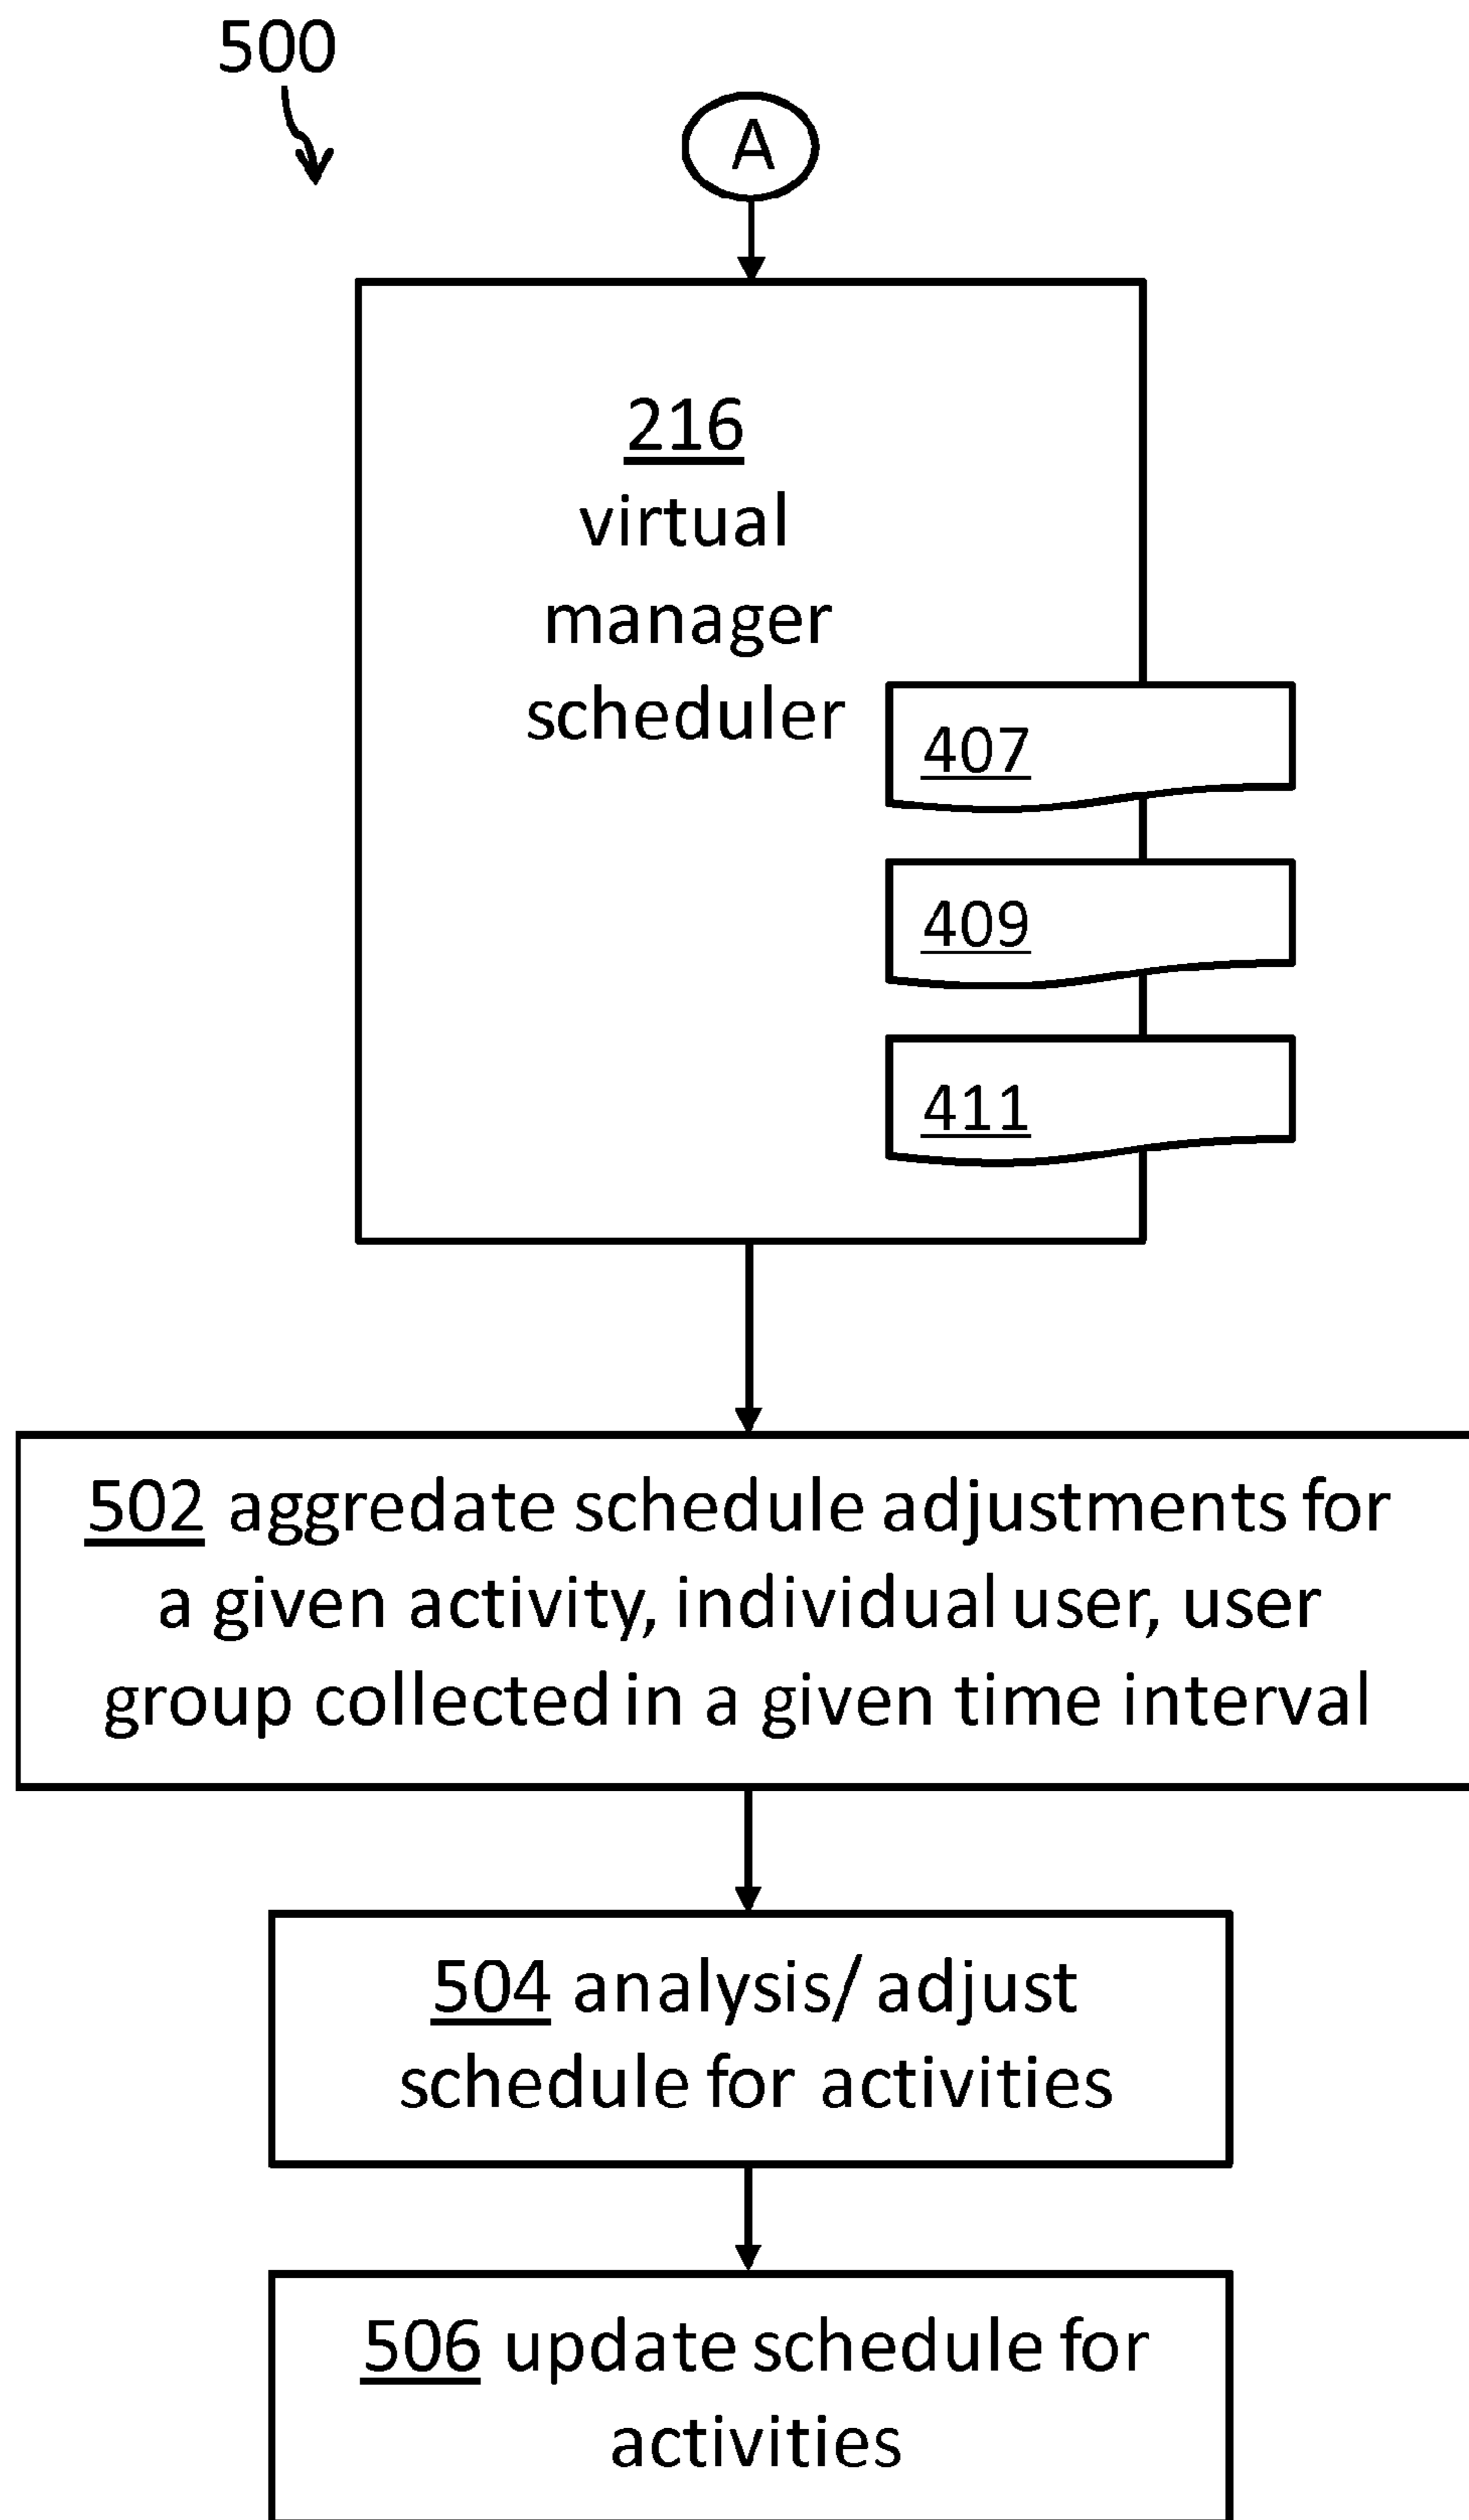 500
A
216
virtual
manager
scheduler
407
409
411
502 aggredate schedule adjustments for
a given activity, individual user, user
group collected in a given time interval
504 analysis/adjust
schedule for activities
506 update schedule for
activities